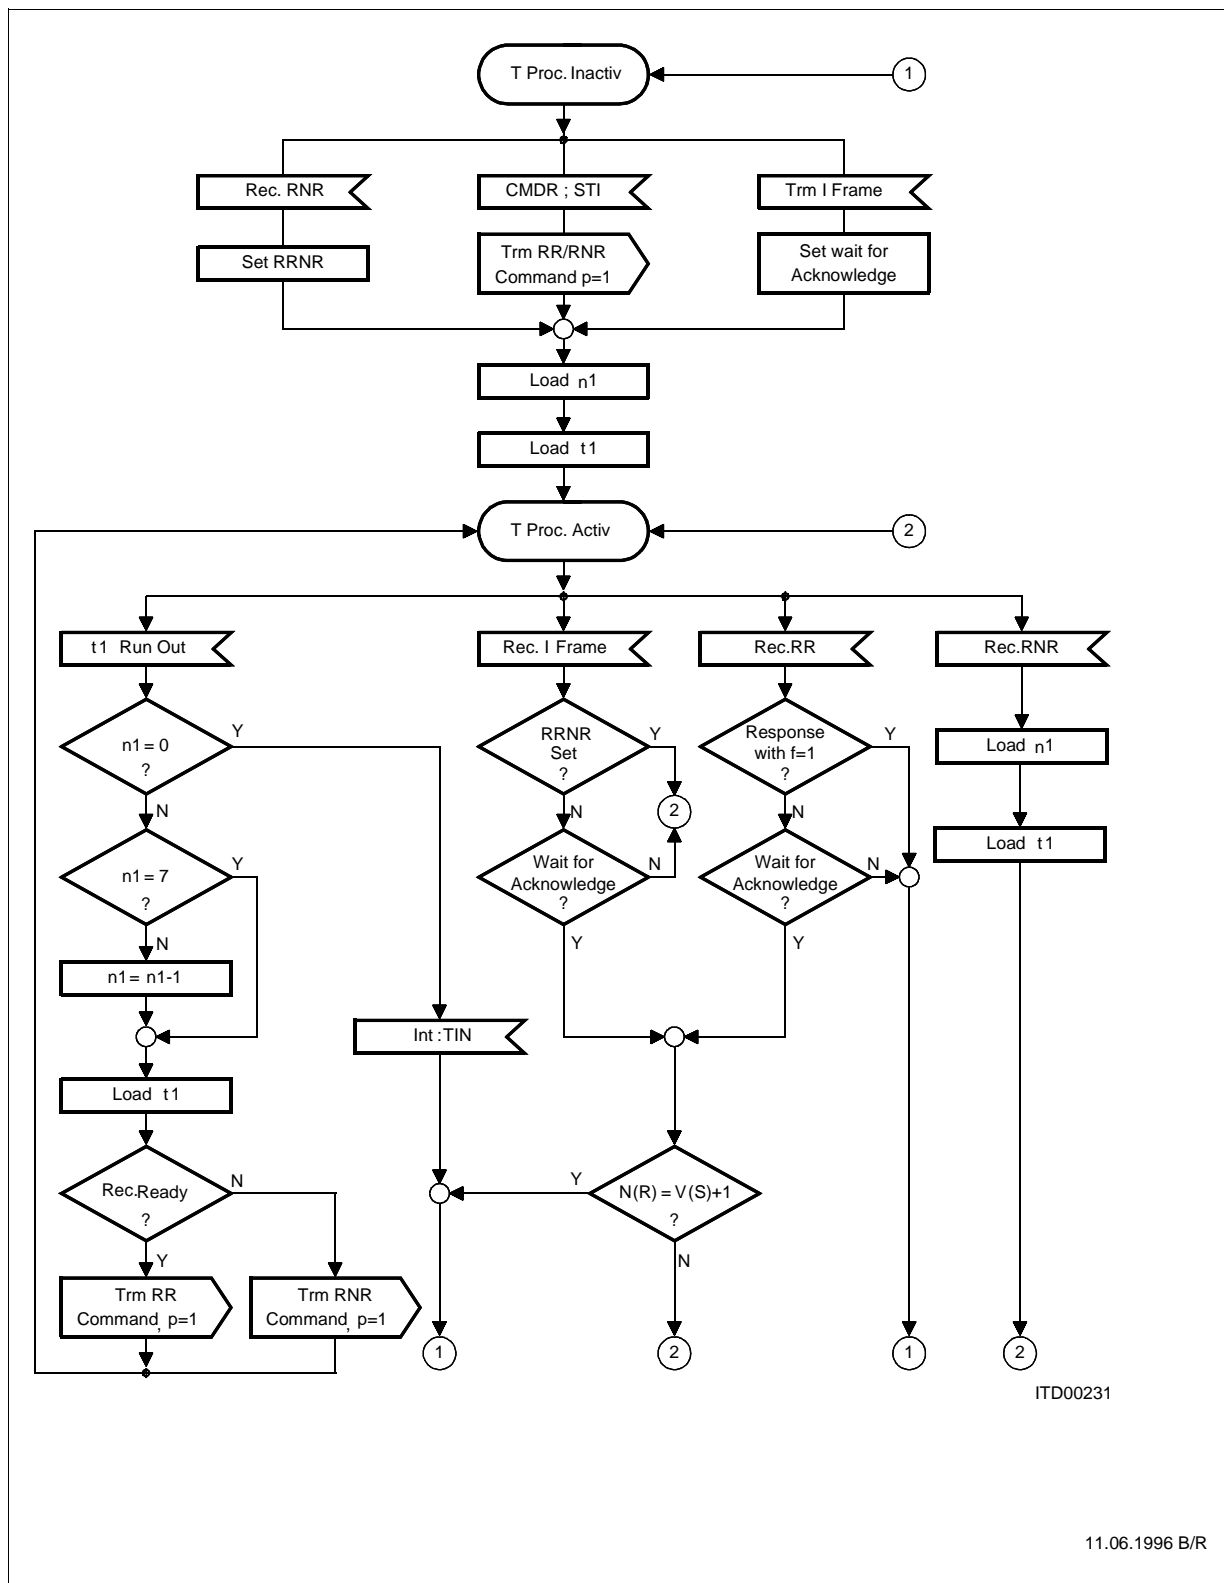 T Proc. Inactiv
1
Rec. RNR
CMDR ; STI
Trm I Frame
Set RRNR
Trm RR/RNR
Command p=1
Set wait for
Acknowledge
Load n1
Load t1
T Proc. Activ
2
t1 Run Out
Rec. I Frame
Rec.RR
Rec.RNR
n1 = 0
?
Y
N
RRNR
Set
?
Y
N
2
Response
with f=1
?
Y
N
Load n1
n1 = 7
?
Y
N
Wait for
Acknowledge
?
N
Y
Wait for
Acknowledge
?
N
Y
Load t1
n1 = n1-1
Int : TIN
Load t1
Rec.Ready
?
N
Y
N(R) = V(S)+1
?
Y
N
Trm RR
Command, p=1
Trm RNR
Command, p=1
1
2
1
2
ITD00231
11.06.1996 B/R